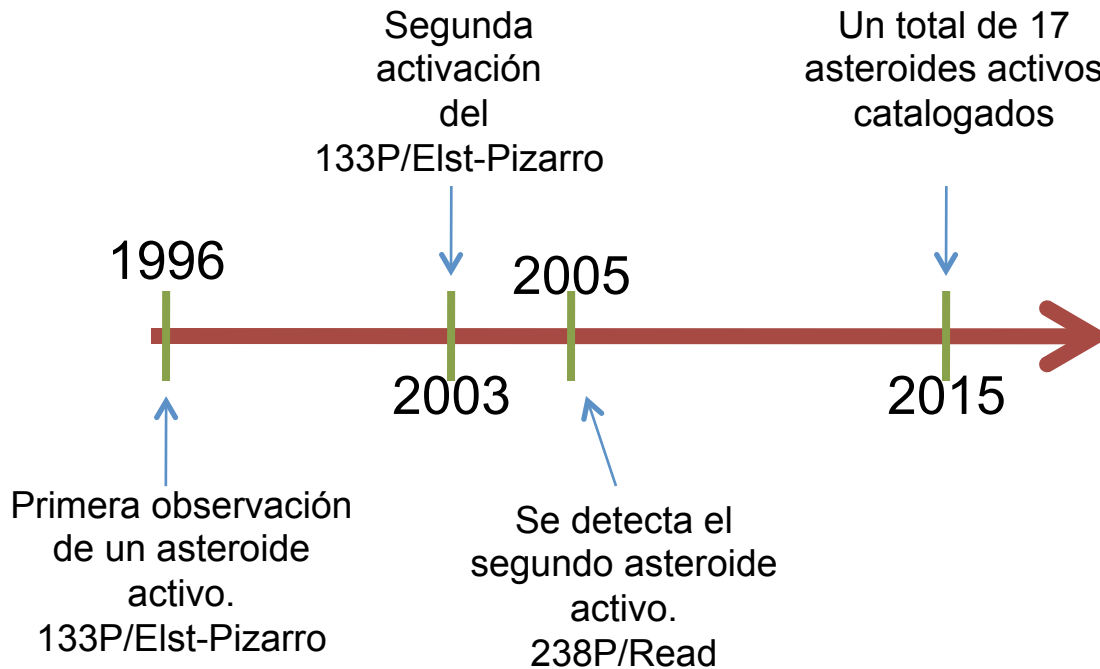 Segunda
activación
del
133P/Elst-Pizarro
Un total de 17
asteroides activos
catalogados
1996
2005
2003
2015
Primera observación
de un asteroide
activo.
133P/Elst-Pizarro
Se detecta el
segundo asteroide
activo.
238P/Read